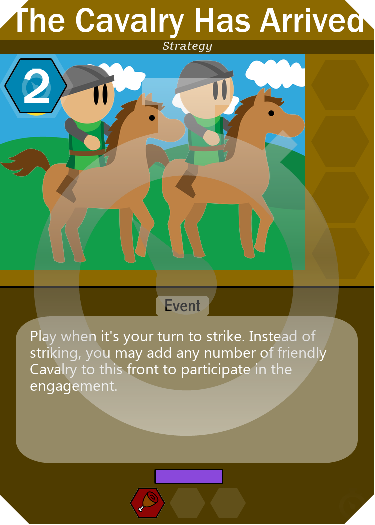 The Cavalry Has Arrived
Strategy
2
Event
Play when it's your turn to strike. Instead of
striking, you may add any number of friendly
Cavalry to this front to participate in the
engagement.